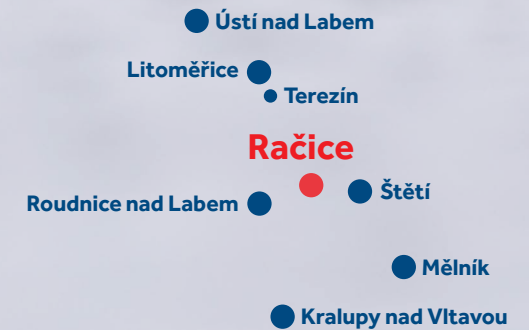 Ústí nad Labem
Litoměřice
Terezín
Račice
Štětí
Roudnice nad Labem
Mělník
Kralupy nad Vltavou